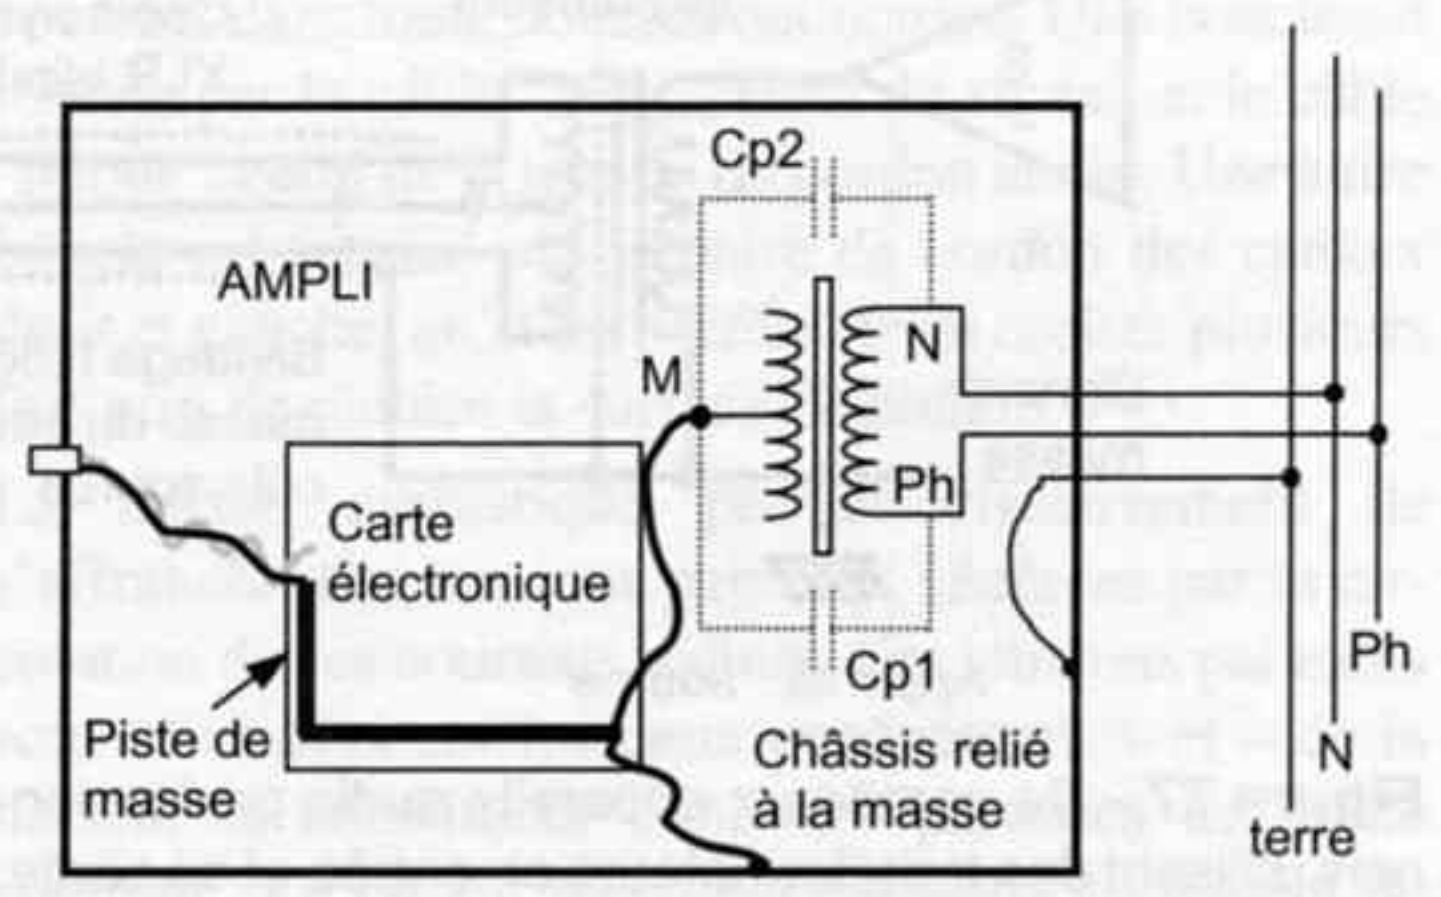 Cp2
AMPLI
M
N
Ph
Carte
électronique
Cp1
Ph
Piste de
masse
Châssis relié
à la masse
N
terre